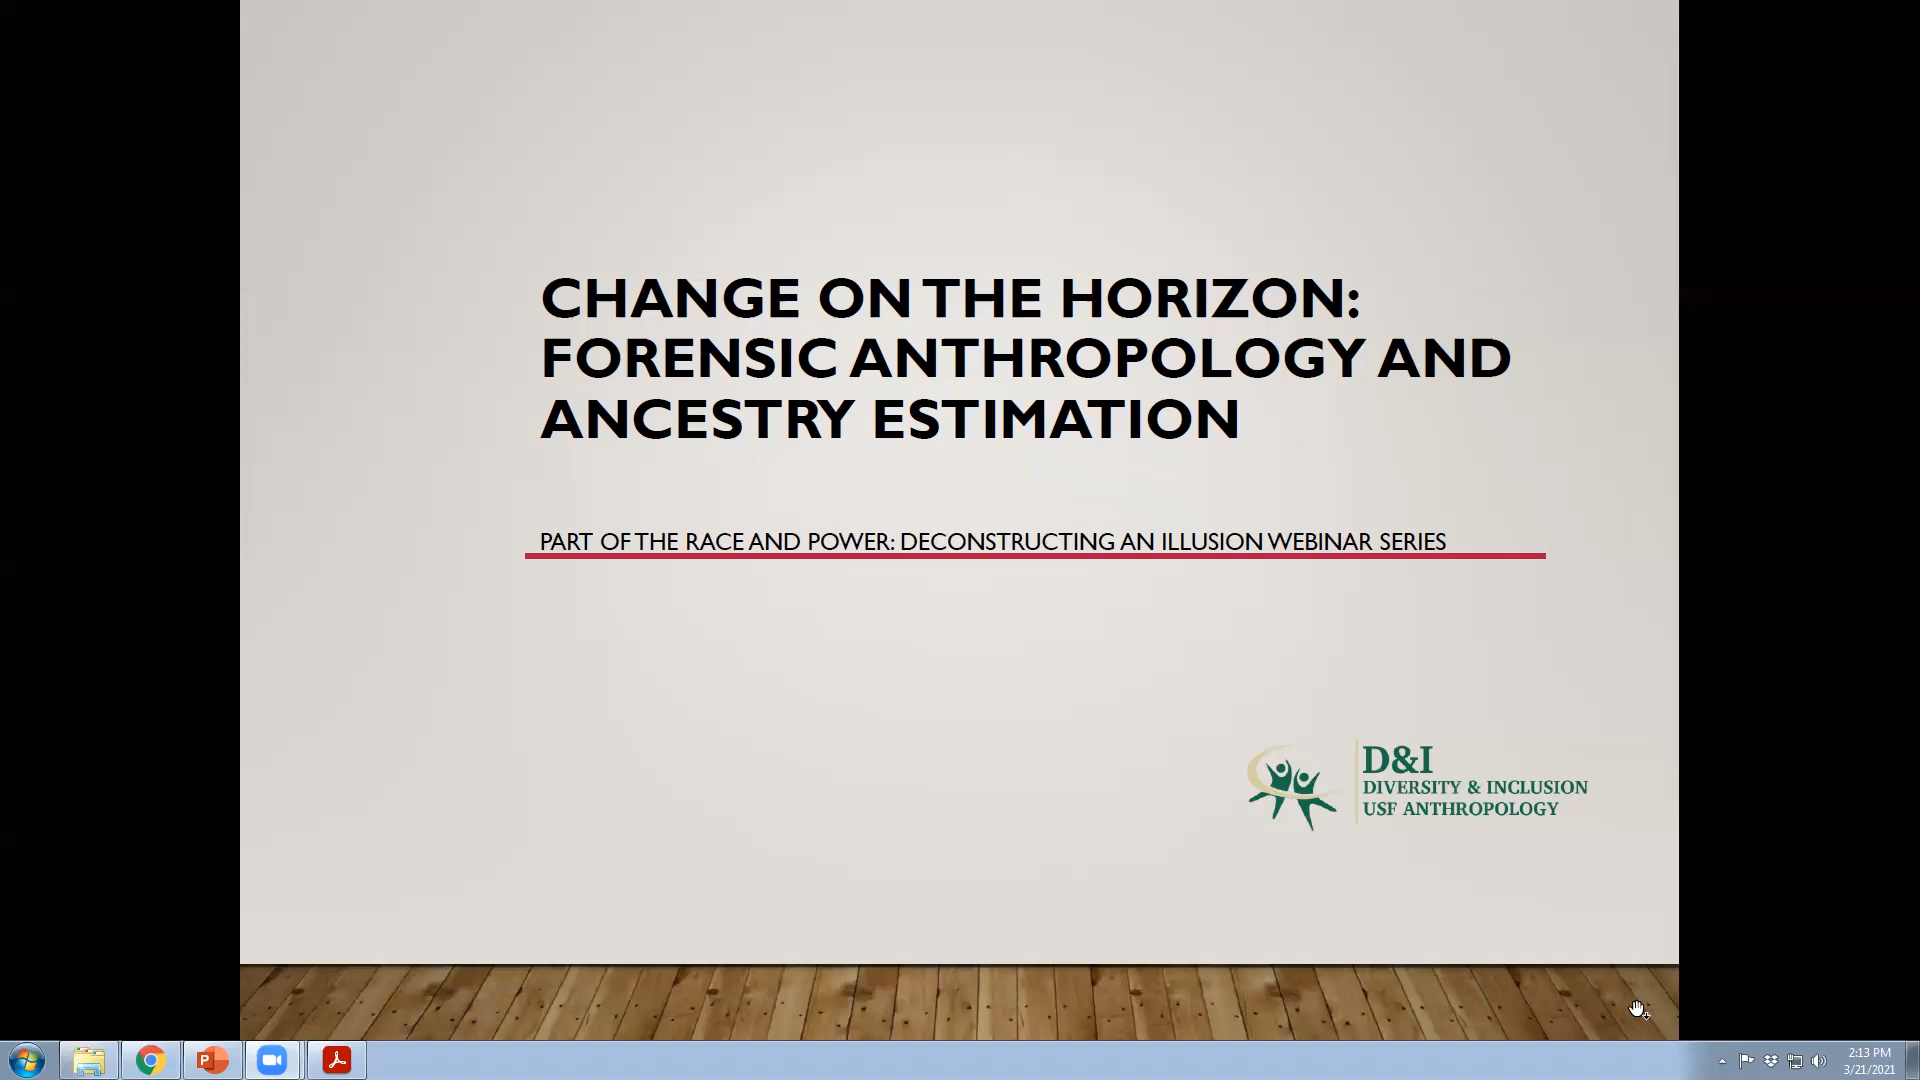 CHANGE ON THE HORIZON:
FORENSIC ANTHROPOLOGY AND
ANCESTRY ESTIMATION
PART OF THE RACE AND POWER: DECONSTRUCTING AN ILLUSION WEBINAR SERIES
D&I
DIVERSITY & INCLUSION
USF ANTHROPOLOGY
P
2:13 PM
3/21/2021